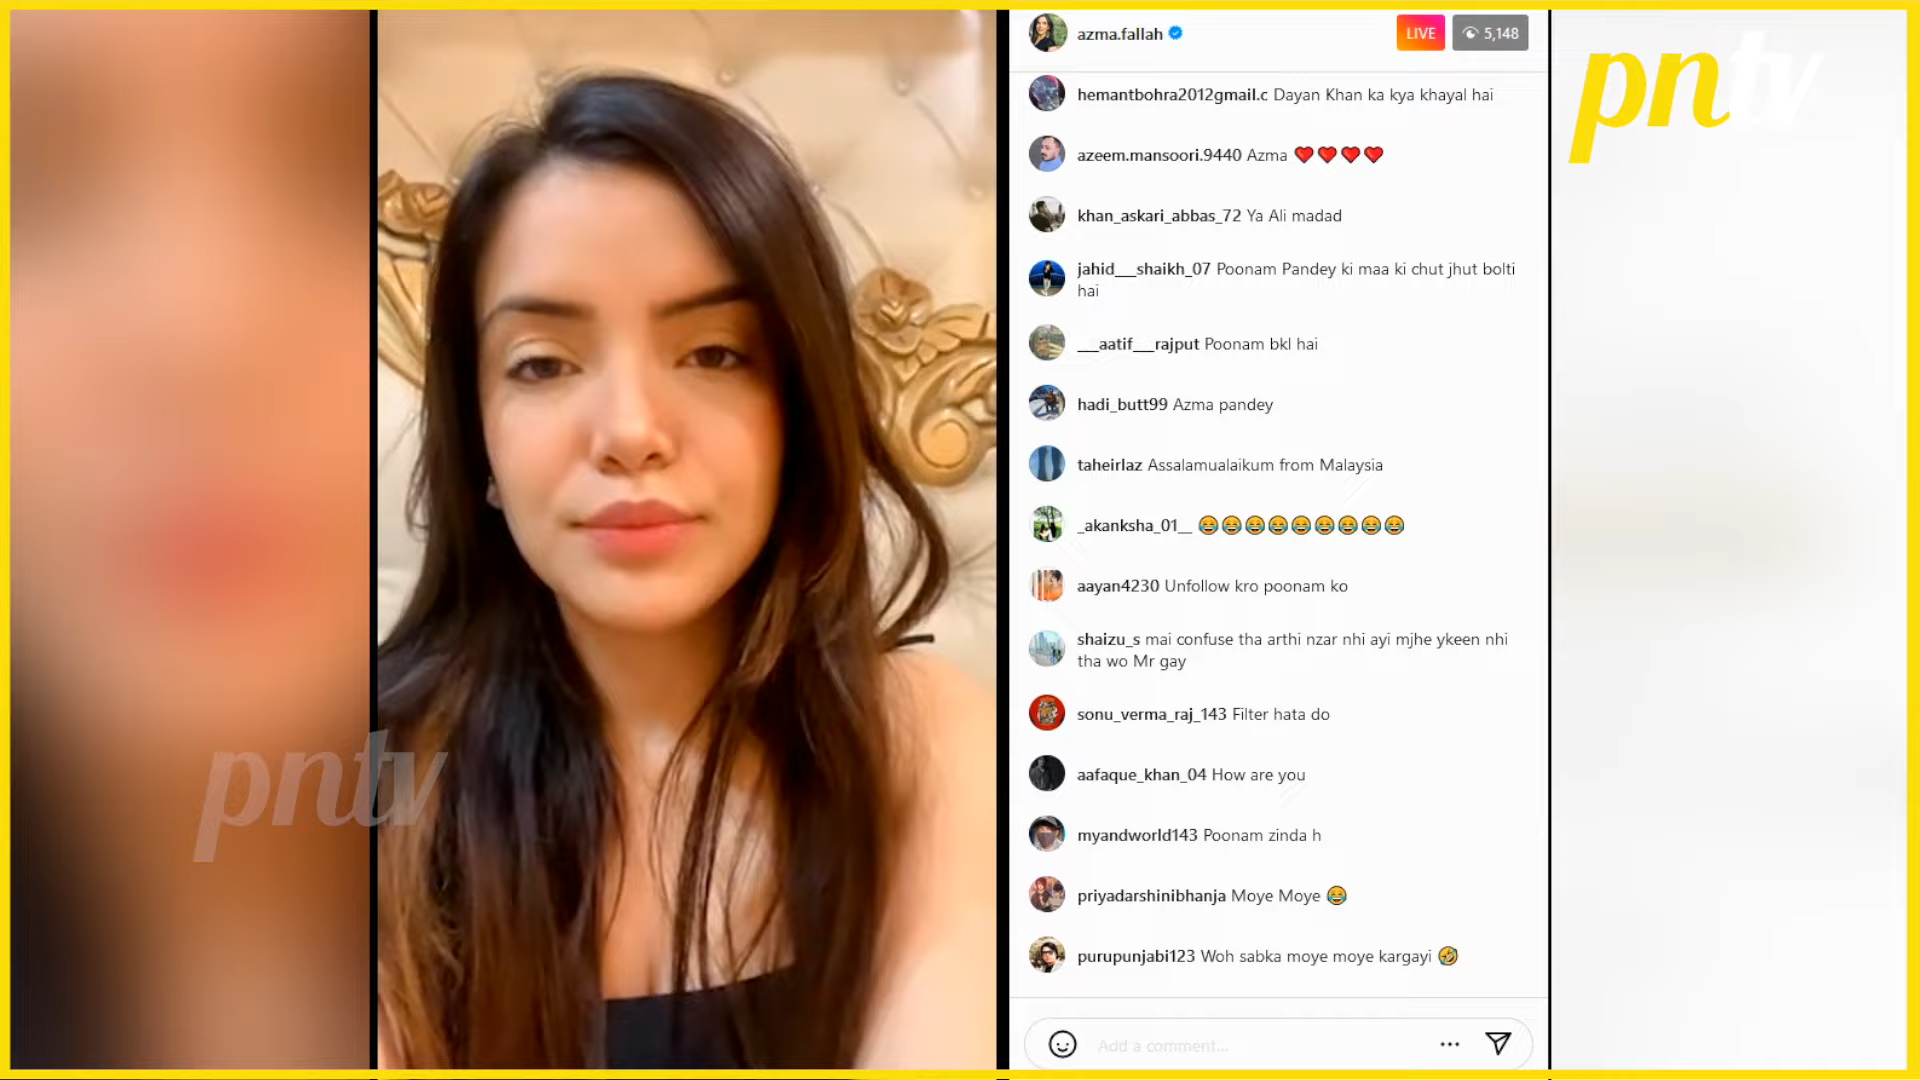 azma.fallah
LIVE
5,148
pntv
hemantbohra2012gmail.c Dayan Khan ka kya khayal hai
azeem.mansoori.9440 Azma ❤❤❤❤
khan_askari_abbas_72 Ya Ali madad
jahid___shaikh_07 Poonam Pandey ki maa ki chut jhut bolti
hai
___aatif___rajput Poonam bkl hai
hadi_butt99 Azma pandey
taheirlaz Assalamualaikum from Malaysia
_akanksha_01__ 😂😂😂😂😂😂😂😂😂
aayan4230 Unfollow kro poonam ko
shaizu_s mai confuse tha arthi nzar nhi ayi mjhe ykeen nhi
tha wo Mr gay
sonu_verma_raj_143 Filter hata do
aafaque_khan_04 How are you
pntv
myandworld143 Poonam zinda h
priyadarshinibhanja Moye Moye 😂
purupunjabi123 Woh sabka moye moye kargayi 🤣
Add a comment...